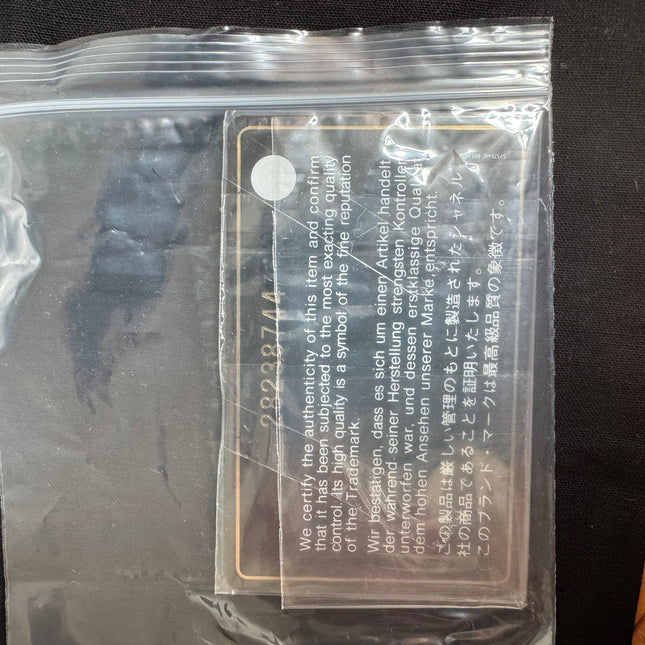 28238744
We certify the authenticity of this item and confirm
that it has been subjected to the most exacting quality
control. Its high quality is a symbol of the fine reputation
of the Trademark.
Wir bestätigen, dass es sich um einen Artikel handelt,
der während seiner Herstellung strengsten Kontrollen
unterworfen war, und dessen erstklassige Qualität
dem hohen Ansehen unserer Marke entspricht.
この製品は厳しい管理のもとに製造されたシャネル
社の商品であることを証明いたします。
このブランド・マークは最高級品質の象徴です。